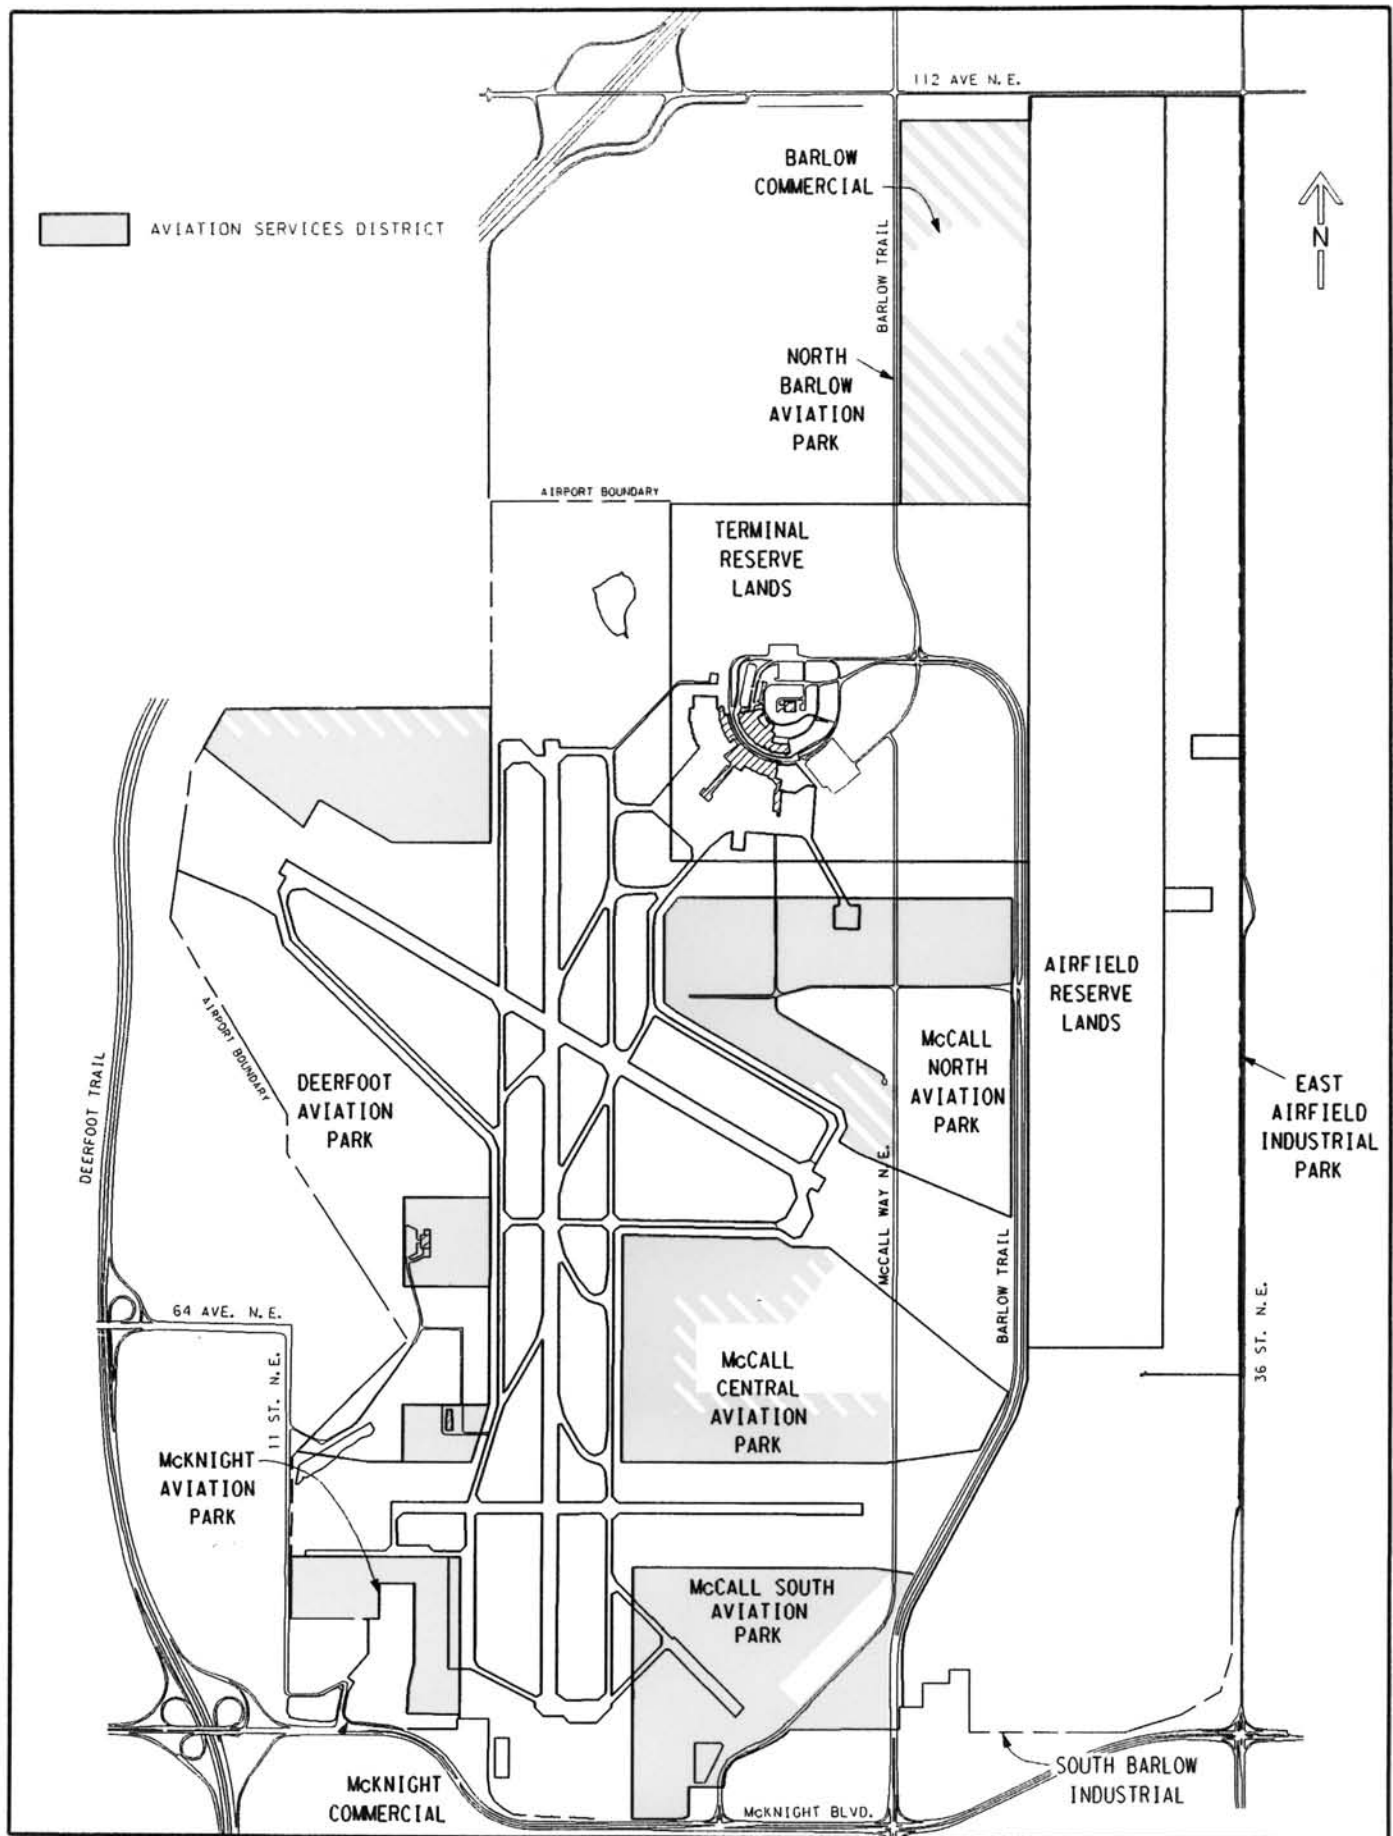 112 AVE N.E.
BARLOW
COMMERCIAL
AVIATION SERVICES DISTRICT
N
BARLOW TRAIL
NORTH
BARLOW
AVIATION
PARK
AIRPORT BOUNDARY
TERMINAL
RESERVE
LANDS
AIRFIELD
RESERVE
LANDS
AIRPORT BOUNDARY
DEERFOOT TRAIL
DEERFOOT
AVIATION
PARK
McCALL
NORTH
AVIATION
PARK
EAST
AIRFIELD
INDUSTRIAL
PARK
McCALL WAY N.E.
BARLOW TRAIL
36 ST. N.E.
64 AVE. N.E.
11 ST. N.E.
McCALL
CENTRAL
AVIATION
PARK
McKNIGHT
AVIATION
PARK
McCALL SOUTH
AVIATION
PARK
SOUTH BARLOW
INDUSTRIAL
McKNIGHT
COMMERCIAL
McKNIGHT BLVD.